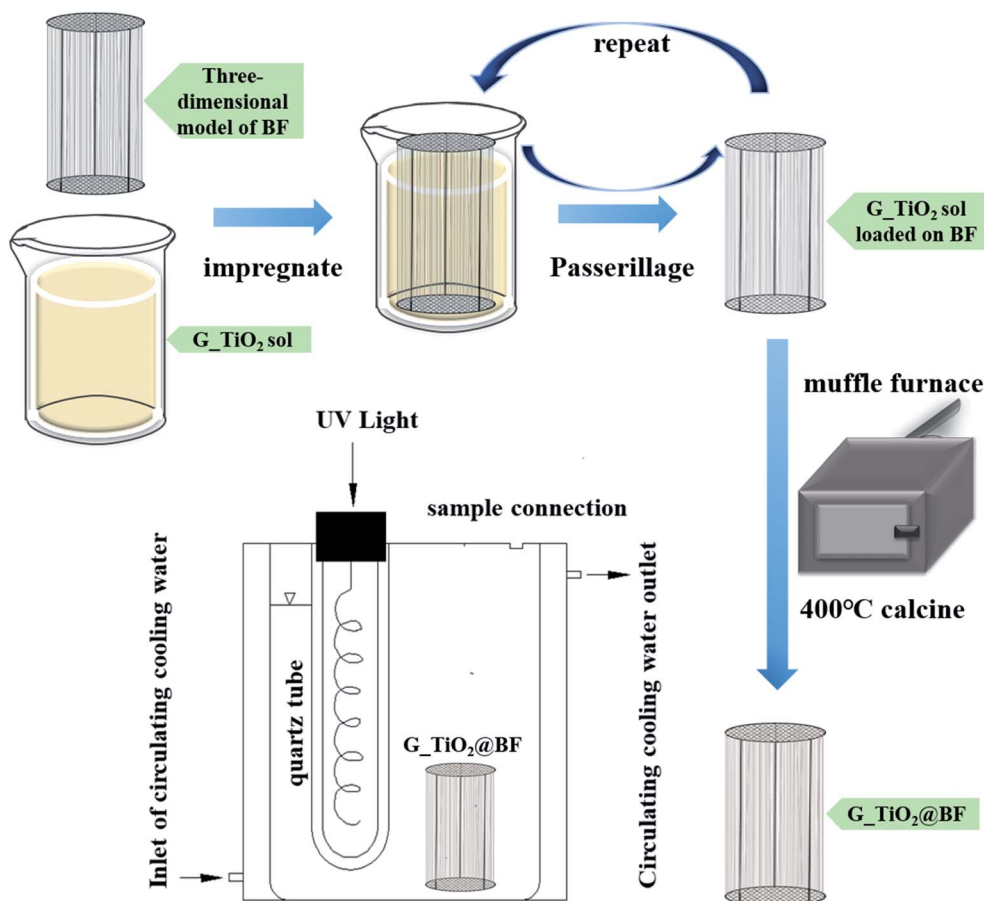 repeat
Three-
dimensional
model of BF
impregnate
Passerillage
G_TiO₂ sol
loaded on BF
G_TiO₂ sol
muffle furnace
400°C calcine
UV Light
sample connection
Inlet of circulating cooling water
quartz tube
Circulating cooling water outlet
G_TiO₂@BF
G_TiO₂@BF